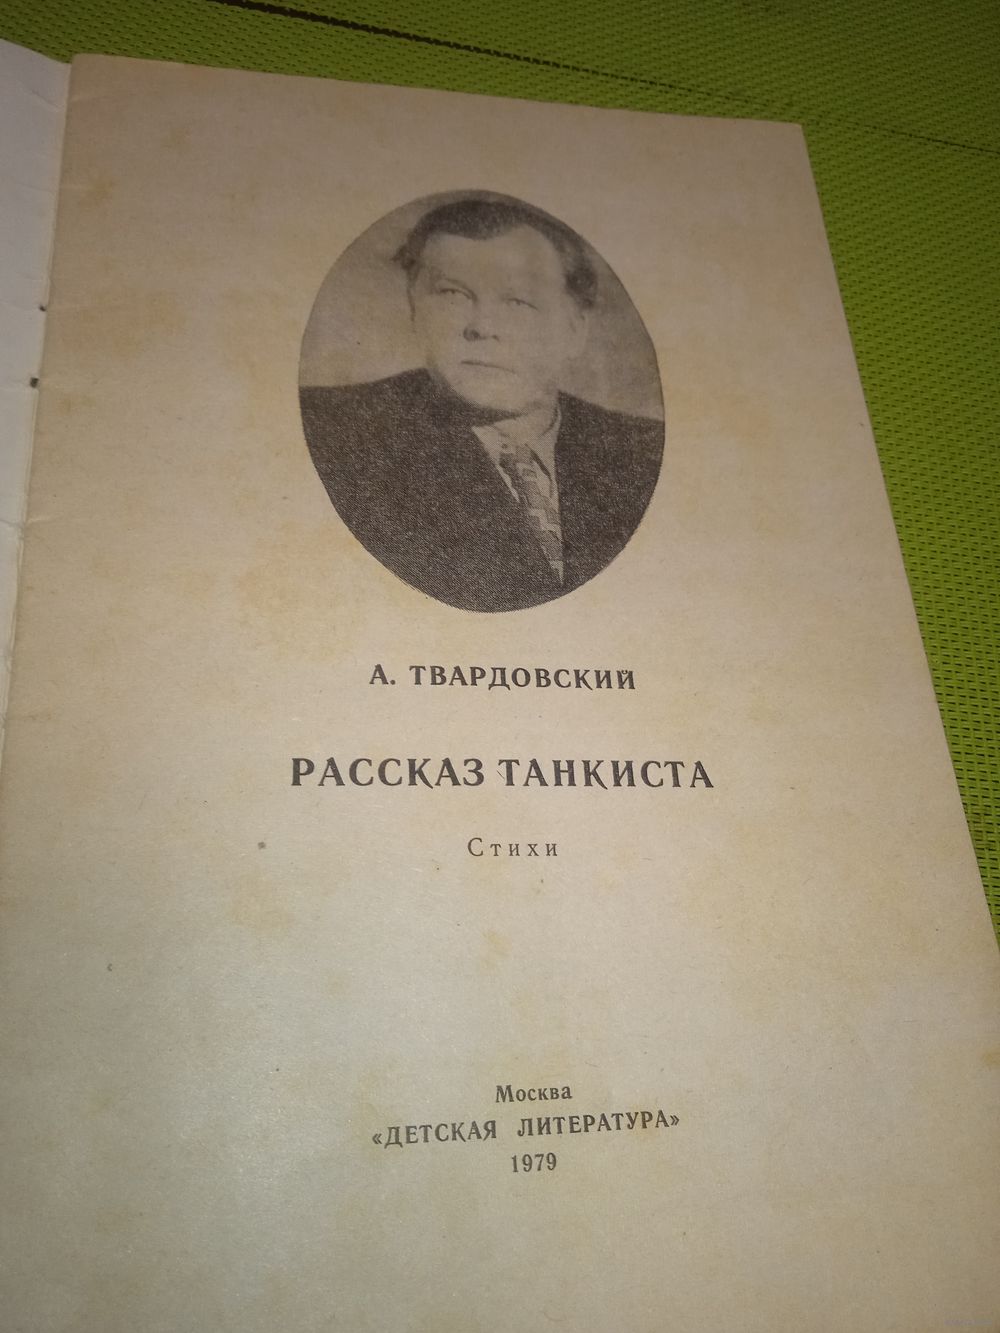 А. ТВАРДОВСКИЙ
РАССКАЗ ТАНКИСТА
Стихи
Москва
«ДЕТСКАЯ ЛИТЕРАТУРА»
1979